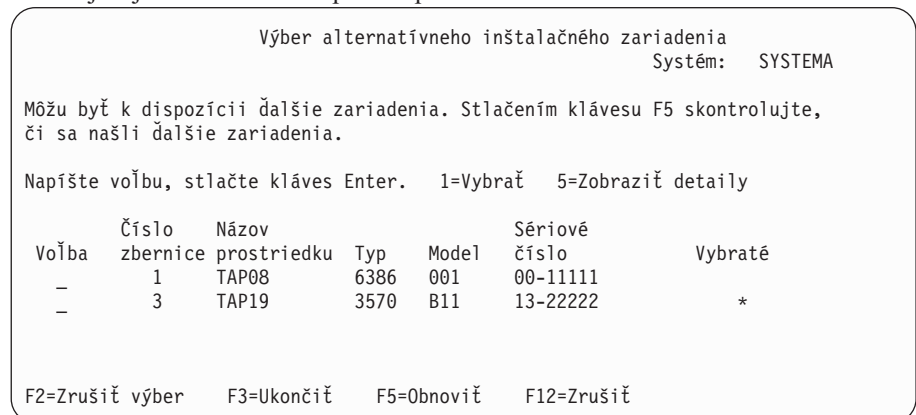 Výber alternatívneho inštalačného zariadenia
Systém: SYSTEMA
Môžu byť k dispozícii ďalšie zariadenia. Stlačením klávesu F5 skontrolujte,
či sa našli ďalšie zariadenia.
Napíšte voľbu, stlačte kláves Enter. 1=Vybrať 5=Zobraziť detaily
Číslo Názov Sériové
Voľba zbernice prostriedku Typ Model číslo Vybraté
_ 1 TAP08 6386 001 00-11111
_ 3 TAP19 3570 B11 13-22222 *
F2=Zrušiť výber F3=Ukončiť F5=Obnoviť F12=Zrušiť